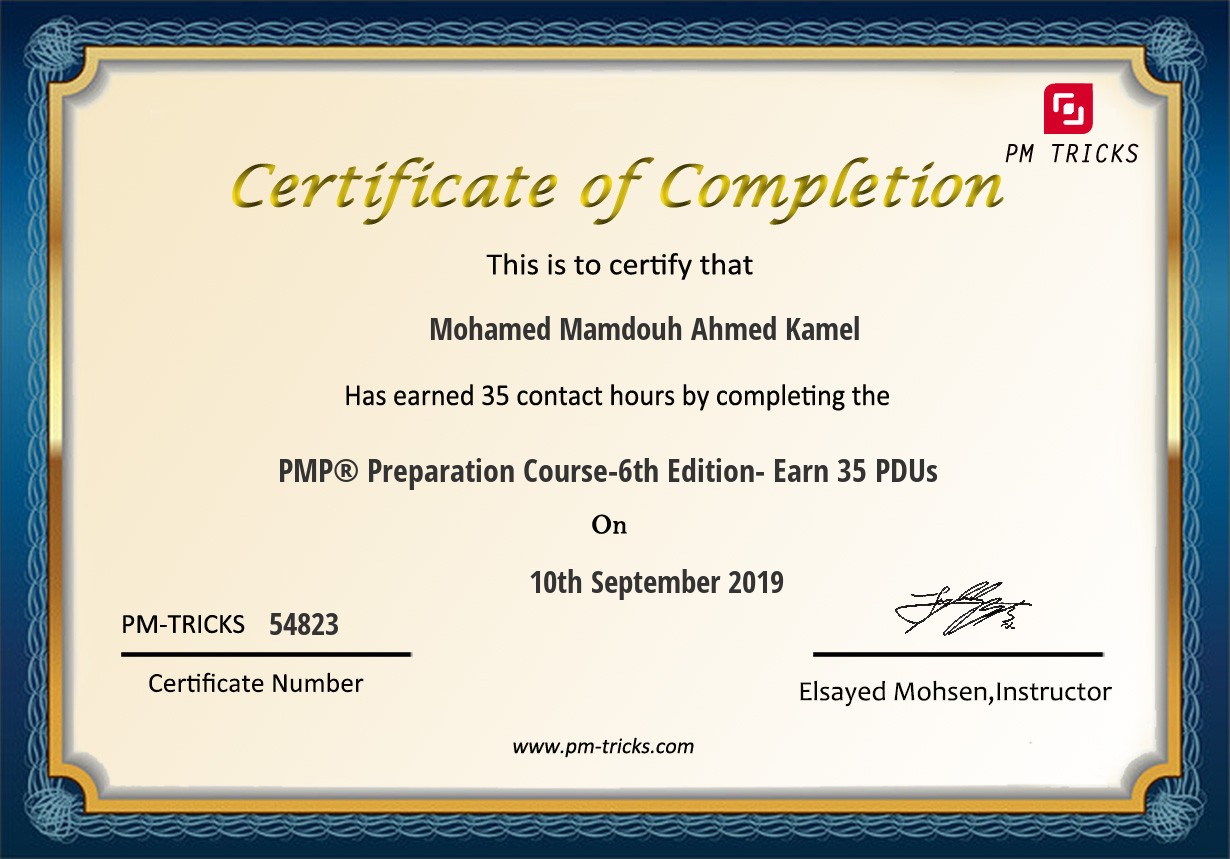 PM TRICKS
Certificate of Completion
This is to certify that
Mohamed Mamdouh Ahmed Kamel
Has earned 35 contact hours by completing the
PMP® Preparation Course-6th Edition- Earn 35 PDUs
On
10th September 2019
PM-TRICKS 54823
Certificate Number
Elsayed Mohsen,Instructor
www.pm-tricks.com